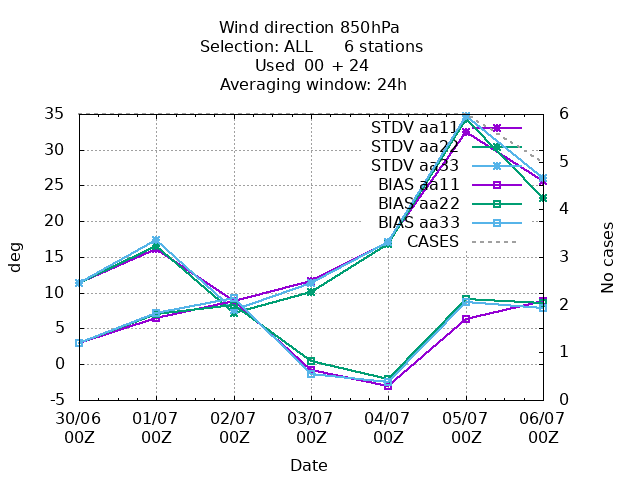 Wind direction 850hPa
Selection: ALL      6 stations
Used  00 + 24
Averaging window: 24h
35
30
25
20
15
10
5
0
-5
deg
STDV aa11
STDV aa22
STDV aa33
BIAS aa11
BIAS aa22
BIAS aa33
CASES
6
5
4
3
2
1
0
No cases
30/06 01/07 02/07 03/07 04/07 05/07 06/07
00Z 00Z 00Z 00Z 00Z 00Z 00Z
Date